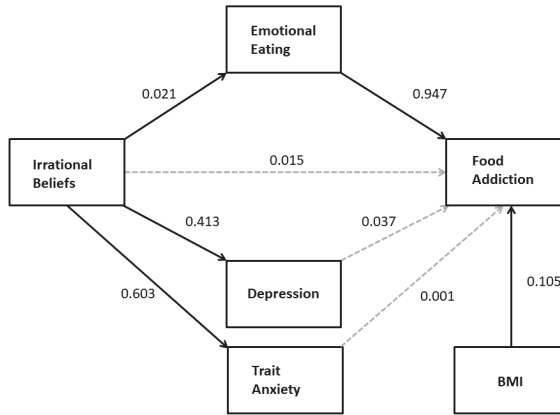 Emotional
Eating
0.021
0.947
Irrational
Beliefs
0.015
Food
Addiction
0.413
0.037
0.603
Depression
0.001
0.105
Trait
Anxiety
BMI